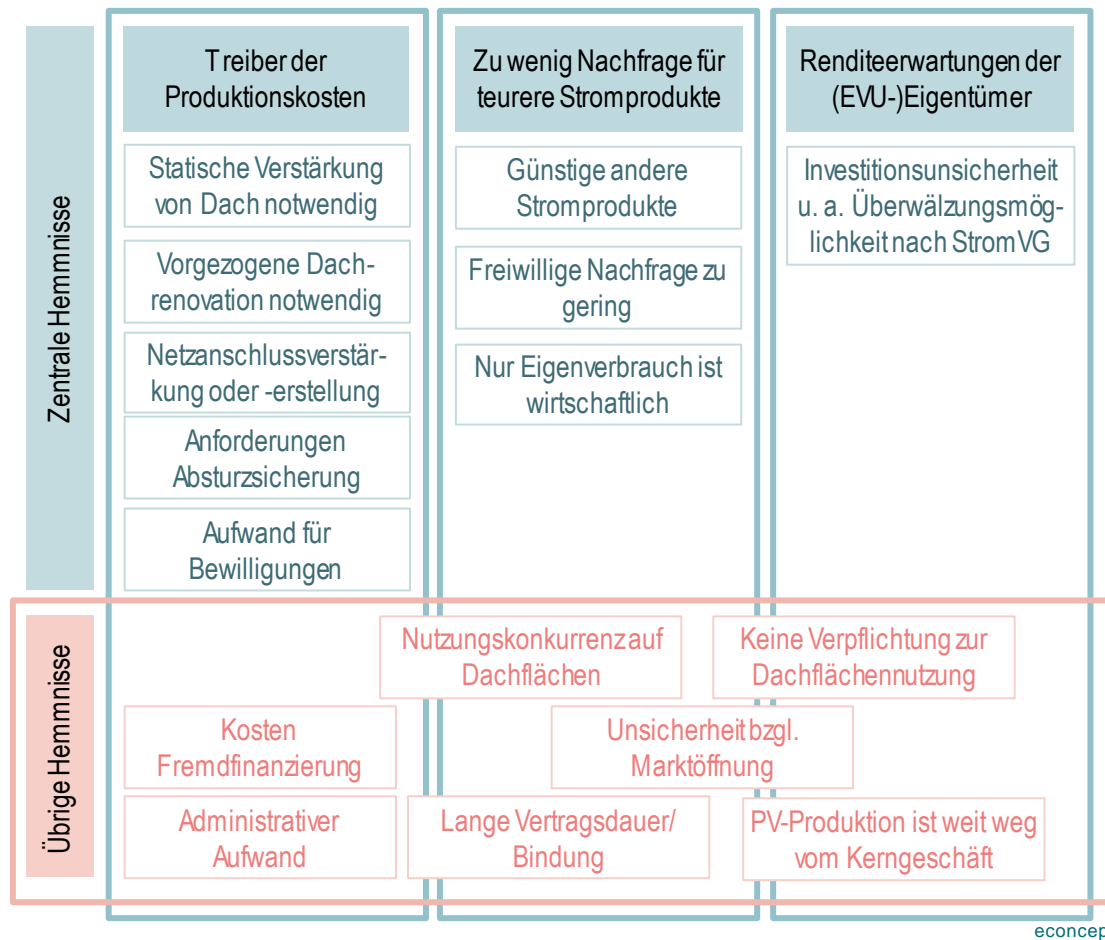 Zentrale Hemmnisse
Treiber der
Produktionskosten
Statische Verstärkung
von Dach notwendig
Vorgezogene Dach-
renovation notwendig
Netzanschlussverstär-
kung oder -erstellung
Anforderungen
Absturzsicherung
Aufwand für
Bewilligungen
Zu wenig Nachfrage für
teurere Stromprodukte
Günstige andere
Stromprodukte
Freiwillige Nachfrage zu
gering
Nur Eigenverbrauch ist
wirtschaftlich
Renditeerwartungen der
(EVU-)Eigentümer
Investitionsunsicherheit
u. a. Überwälzungsmög-
lichkeit nach StromVG
Übrige Hemmnisse
Nutzungskonkurrenz auf
Dachflächen
Keine Verpflichtung zur
Dachflächennutzung
Kosten
Fremdfinanzierung
Unsicherheit bzgl.
Marktöffnung
Administrativer
Aufwand
Lange Vertragsdauer/
Bindung
PV-Produktion ist weit weg
vom Kerngeschäft
econcep